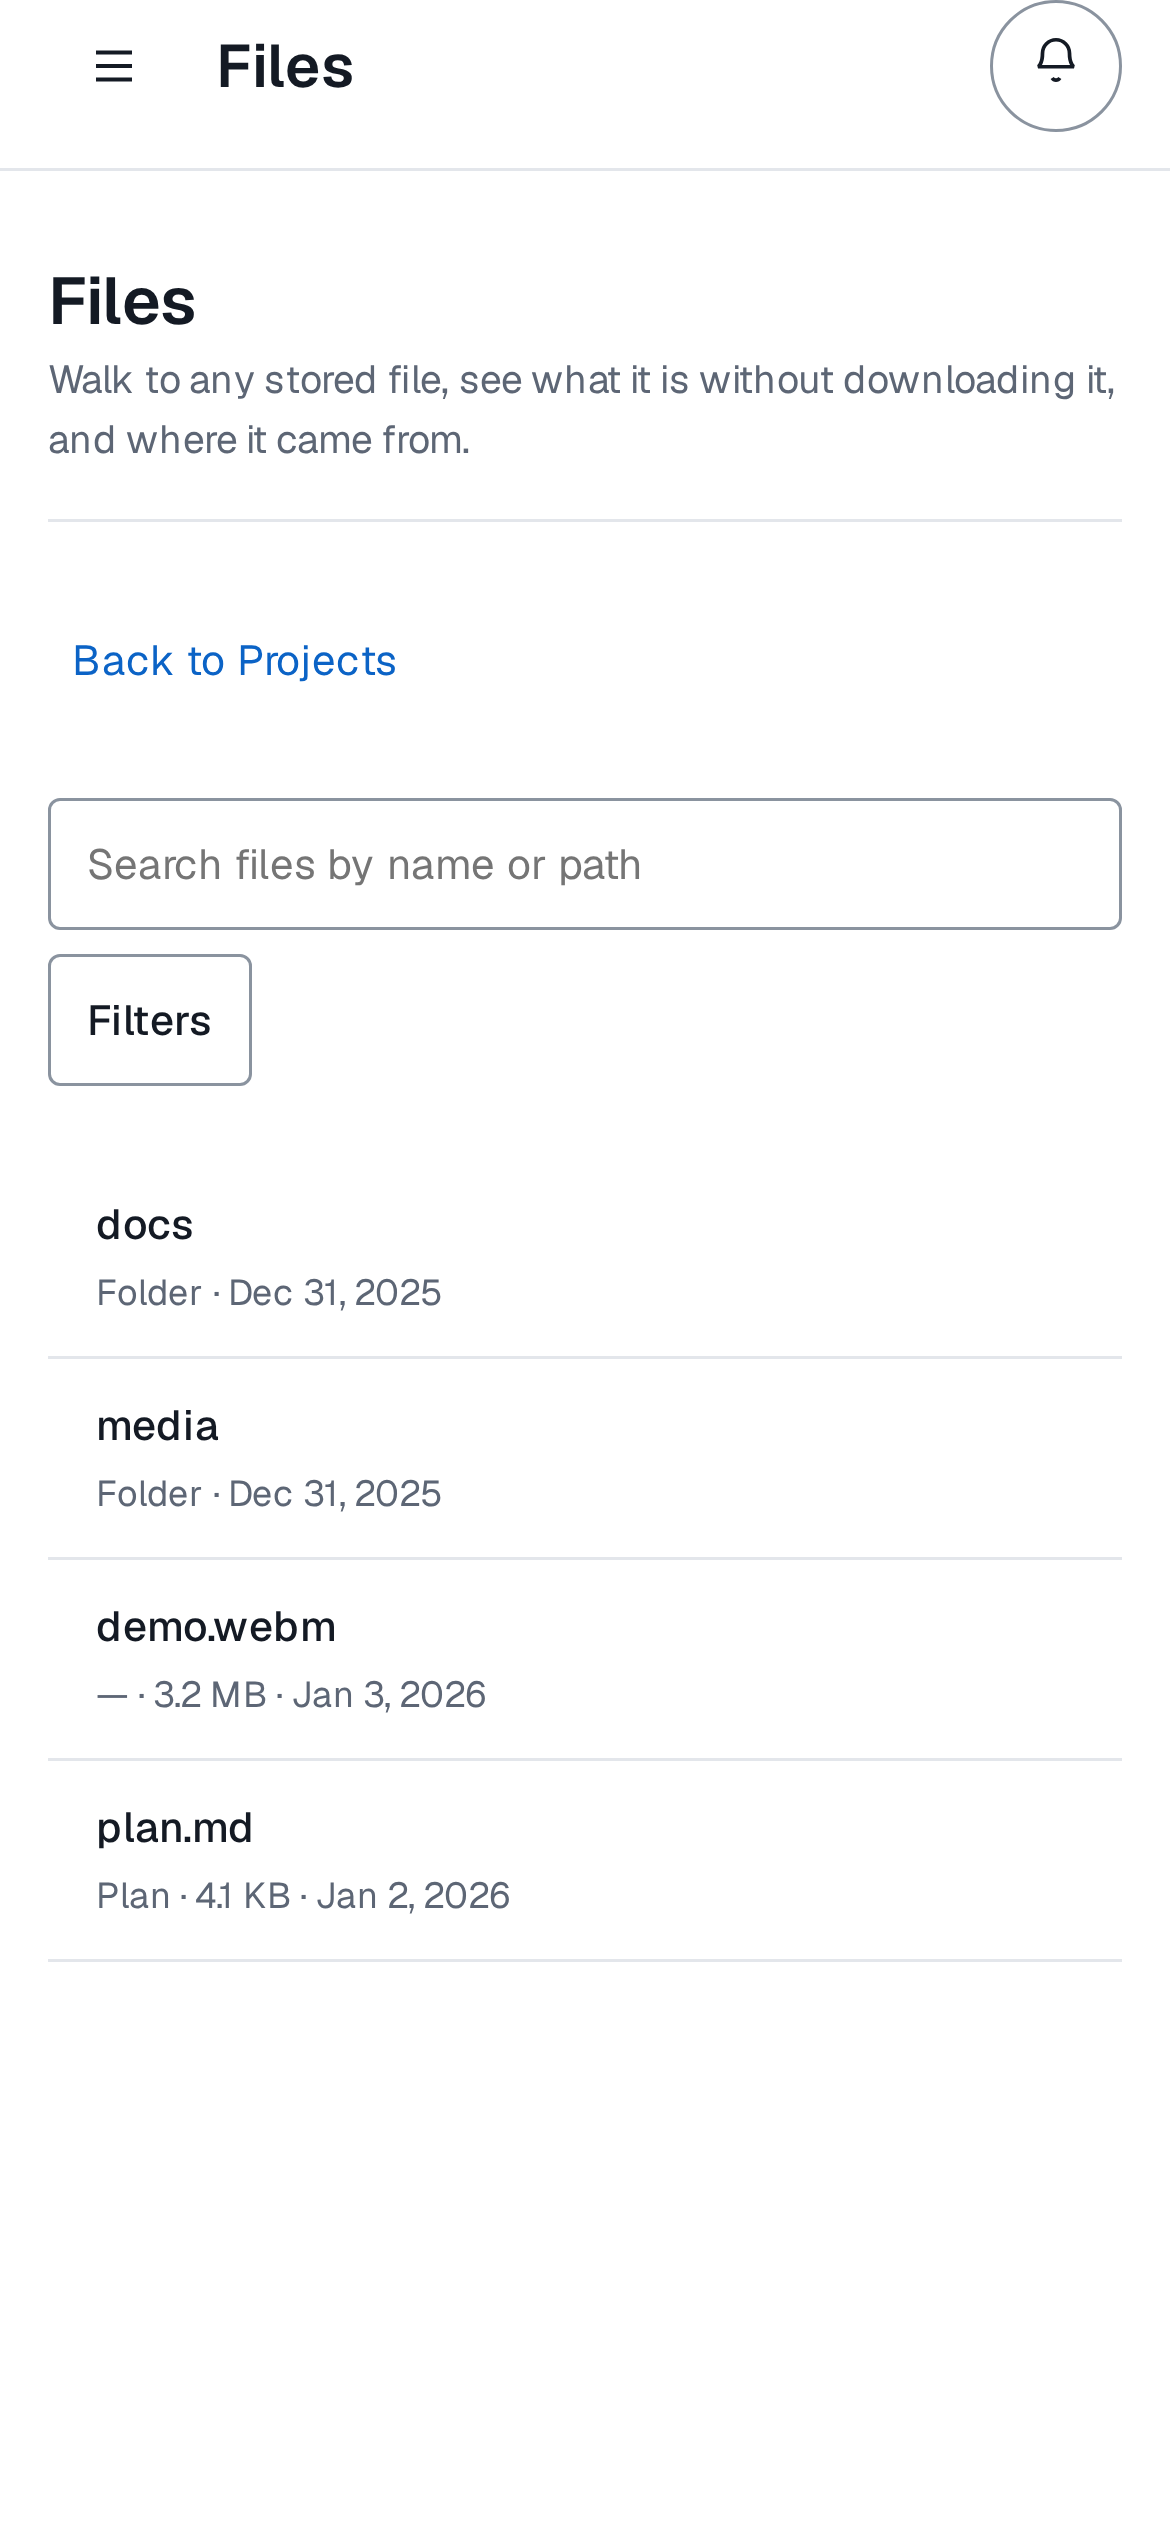 Files
Files
Walk to any stored file, see what it is without downloading it,
and where it came from.
Back to Projects
Search files by name or path
Filters
docs
Folder · Dec 31, 2025
media
Folder · Dec 31, 2025
demo.webm
— · 3.2 MB · Jan 3, 2026
plan.md
Plan · 4.1 KB · Jan 2, 2026